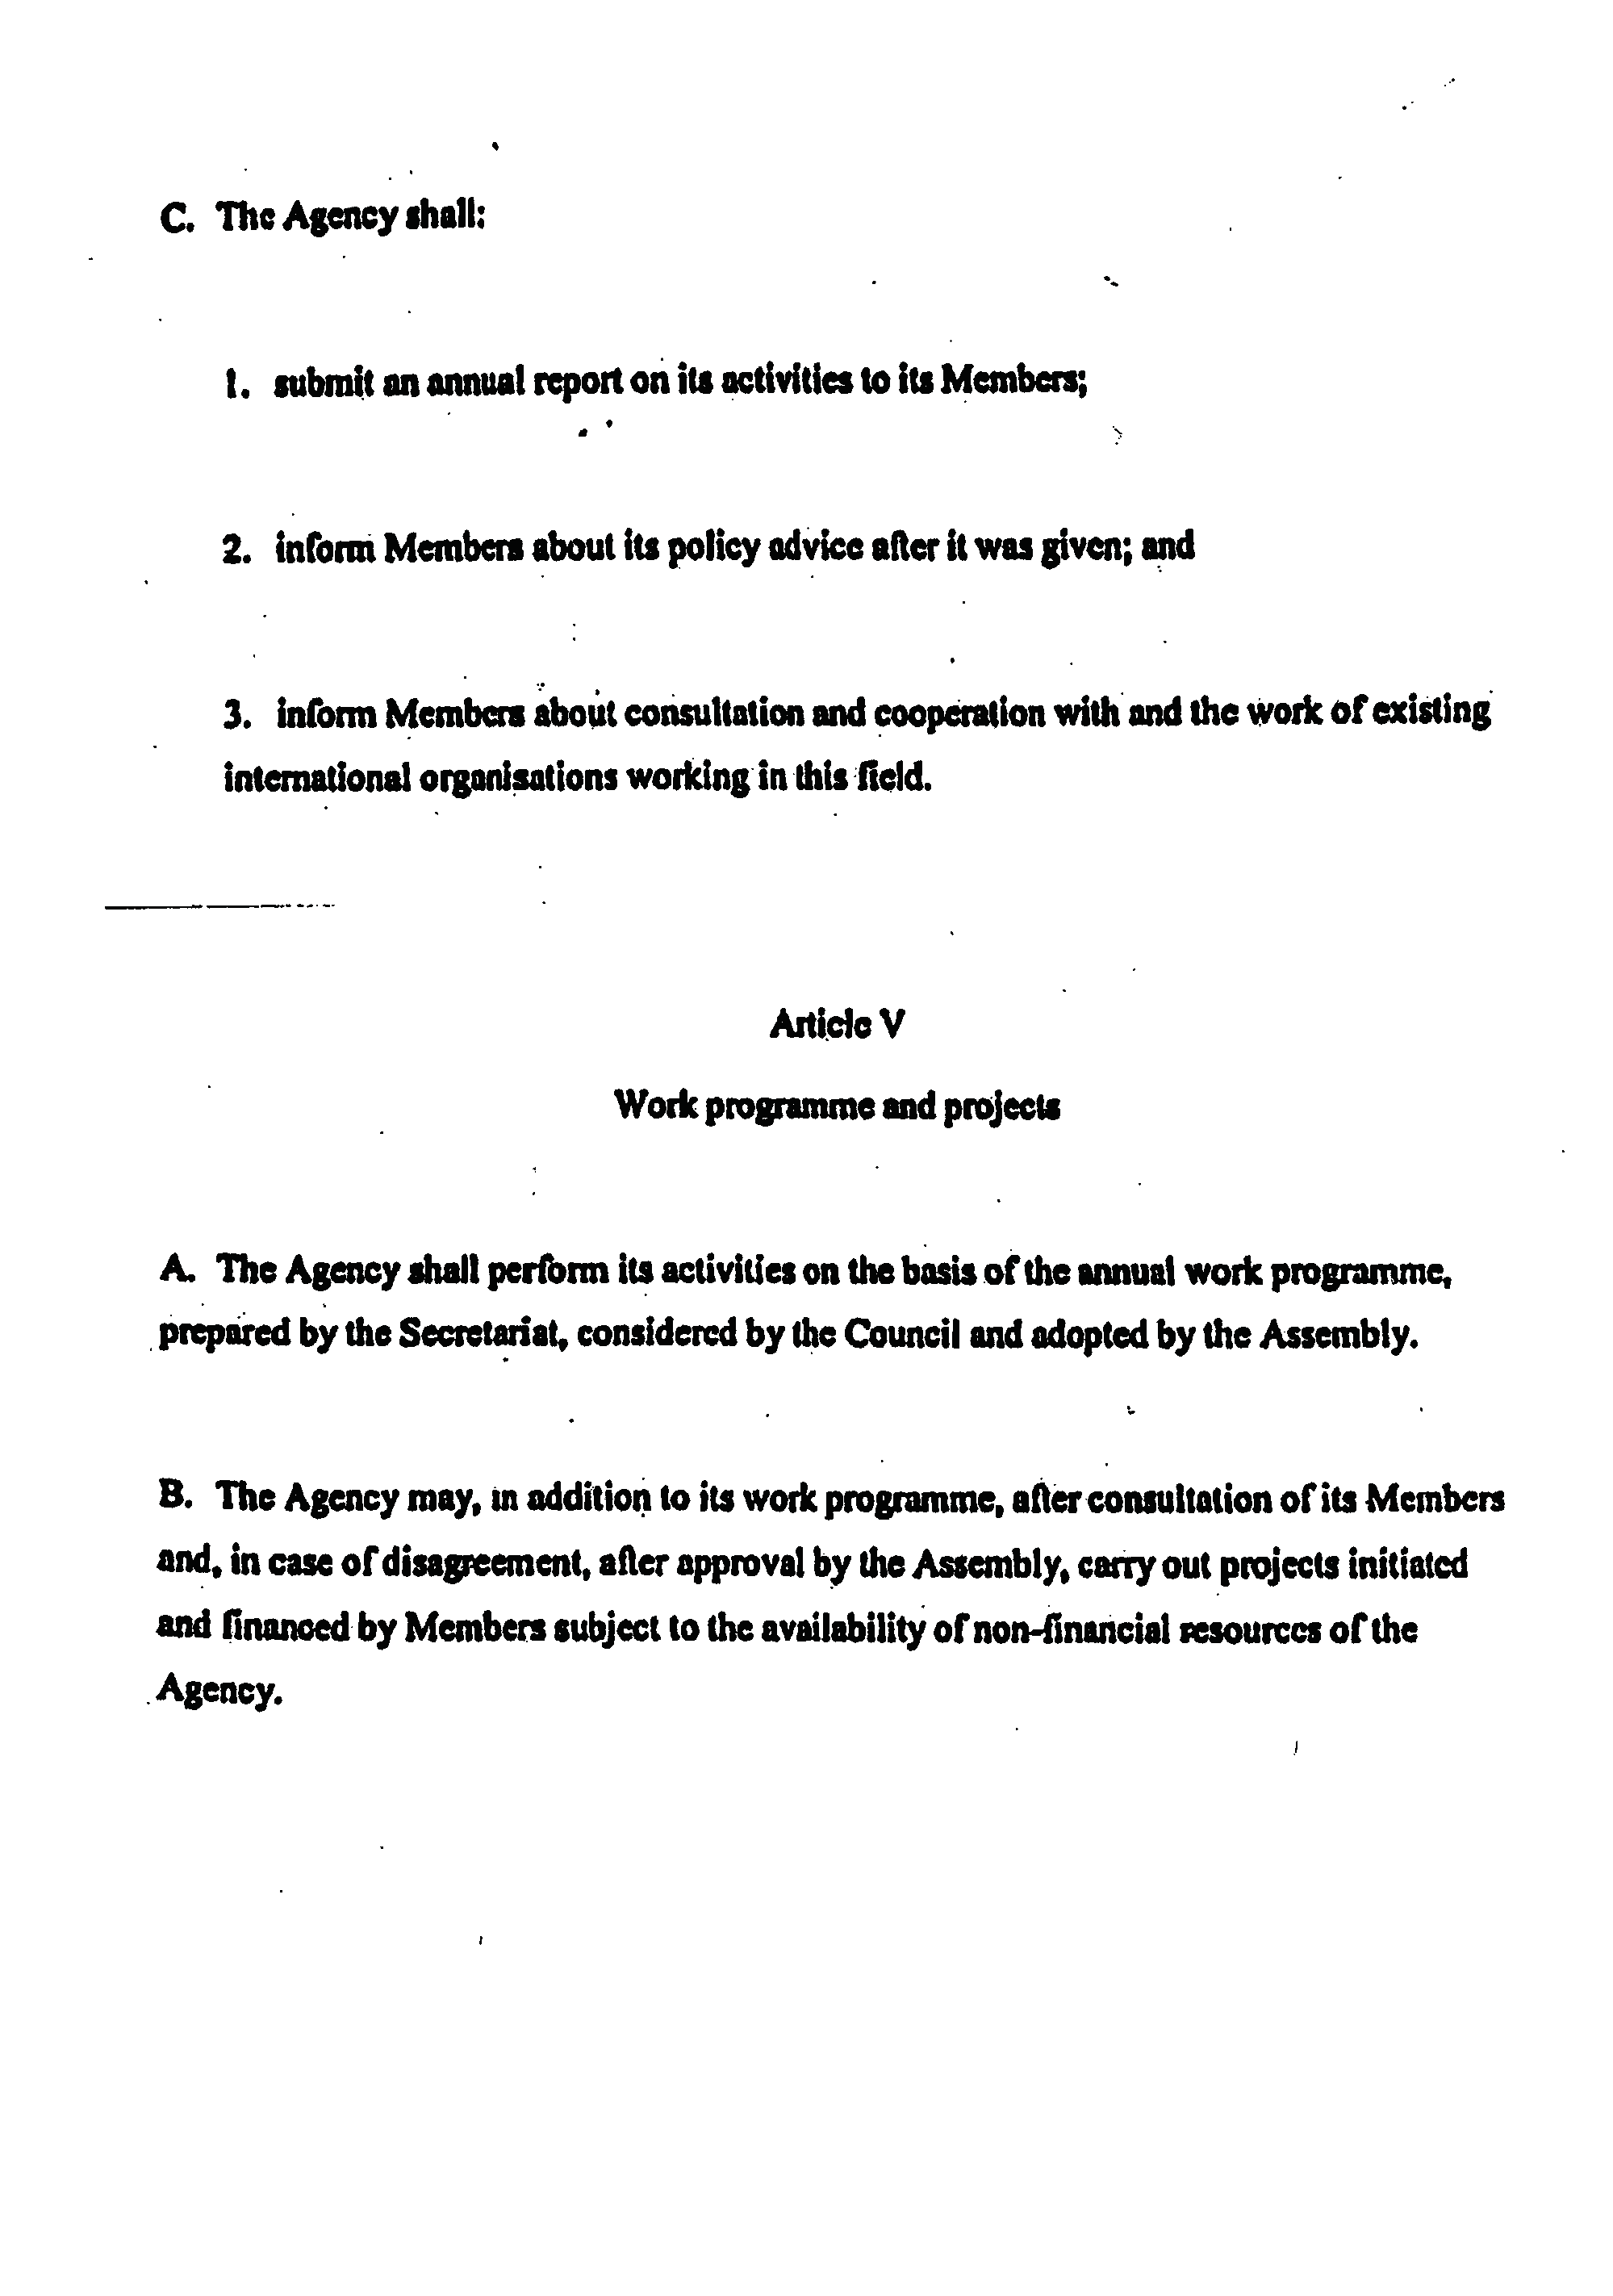 C. The Agency shall:
1. submit an annual report on its activities to its Members;
2. inform Members about its policy advice after it was given; and
3. inform Members about consultation and cooperation with and the work of existing
international organisations working in this field.
Article V
Work programme and projects
A. The Agency shall perform its activities on the basis of the annual work programme,
prepared by the Secretariat, considered by the Council and adopted by the Assembly.
B. The Agency may, in addition to its work programme, after consultation of its Members
and, in case of disagreement, after approval by the Assembly, carry out projects initiated
and financed by Members subject to the availability of non-financial resources of the
Agency.